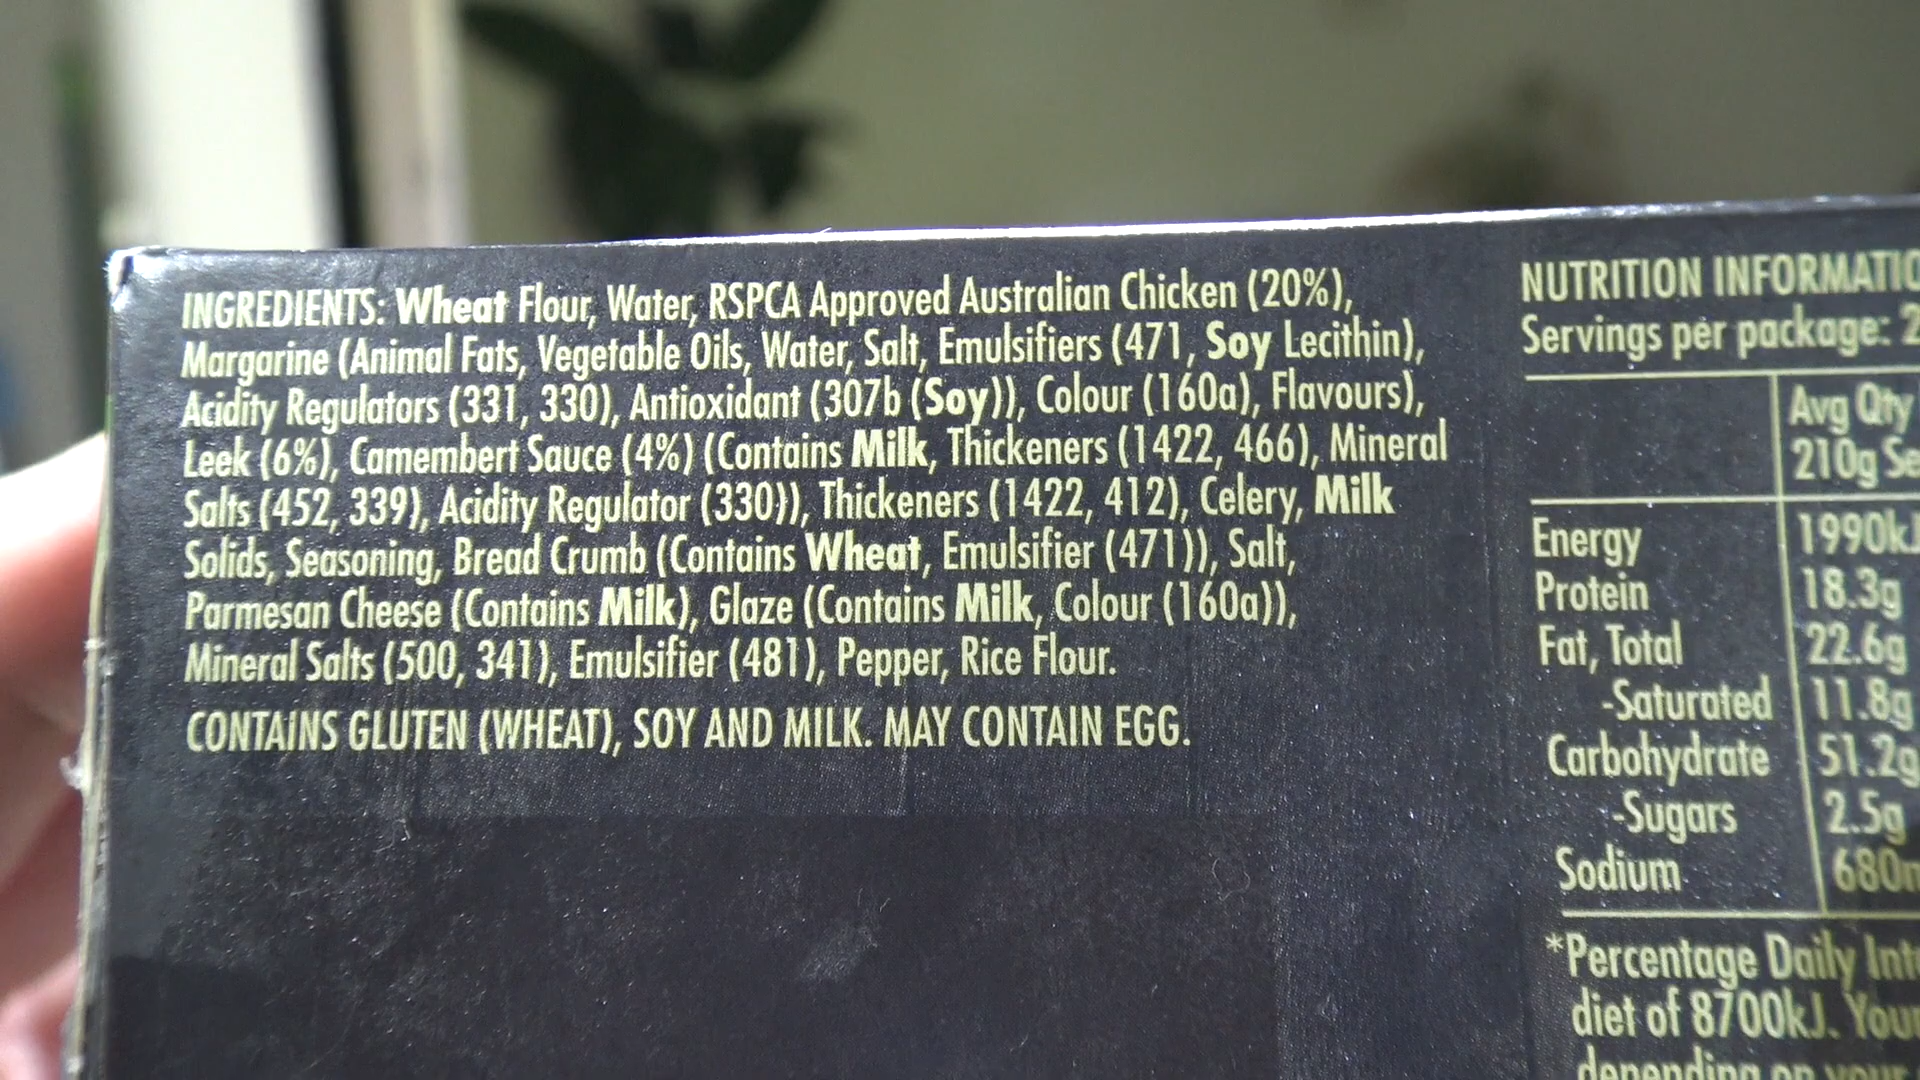 INGREDIENTS: Wheat Flour, Water, RSPCA Approved Australian Chicken (20%),
Margarine (Animal Fats, Vegetable Oils, Water, Salt, Emulsifiers (471, Soy Lecithin),
Acidity Regulators (331, 330), Antioxidant (307b (Soy)), Colour (160a), Flavours),
Leek (6%), Camembert Sauce (4%) (Contains Milk, Thickeners (1422, 466), Mineral
Salts (452, 339), Acidity Regulator (330)), Thickeners (1422, 412), Celery, Milk
Solids, Seasoning, Bread Crumb (Contains Wheat, Emulsifier (471)), Salt,
Parmesan Cheese (Contains Milk), Glaze (Contains Milk, Colour (160a)),
Mineral Salts (500, 341), Emulsifier (481), Pepper, Rice Flour.
CONTAINS GLUTEN (WHEAT), SOY AND MILK. MAY CONTAIN EGG.
NUTRITION
Servings per package: 2
Avg Qty
210g
Energy 1990kJ
Protein 18.3g
Fat, Total 22.6g
-Saturated 11.8g
Carbohydrate 51.2g
-Sugars 2.5g
Sodium 680m
*Percentage Daily
diet of 8700kJ. Your
depending on your